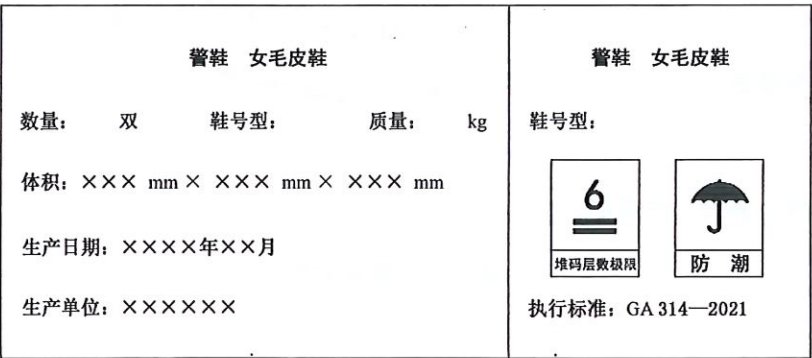 警鞋 女毛皮鞋
数量： 双 鞋号型： 质量： kg
体积：××× mm× ××× mm× ××× mm
生产日期：××××年××月
生产单位：××××××
警鞋 女毛皮鞋
鞋号型：
6
堆码层数极限
防 潮
执行标准：GA 314—2021